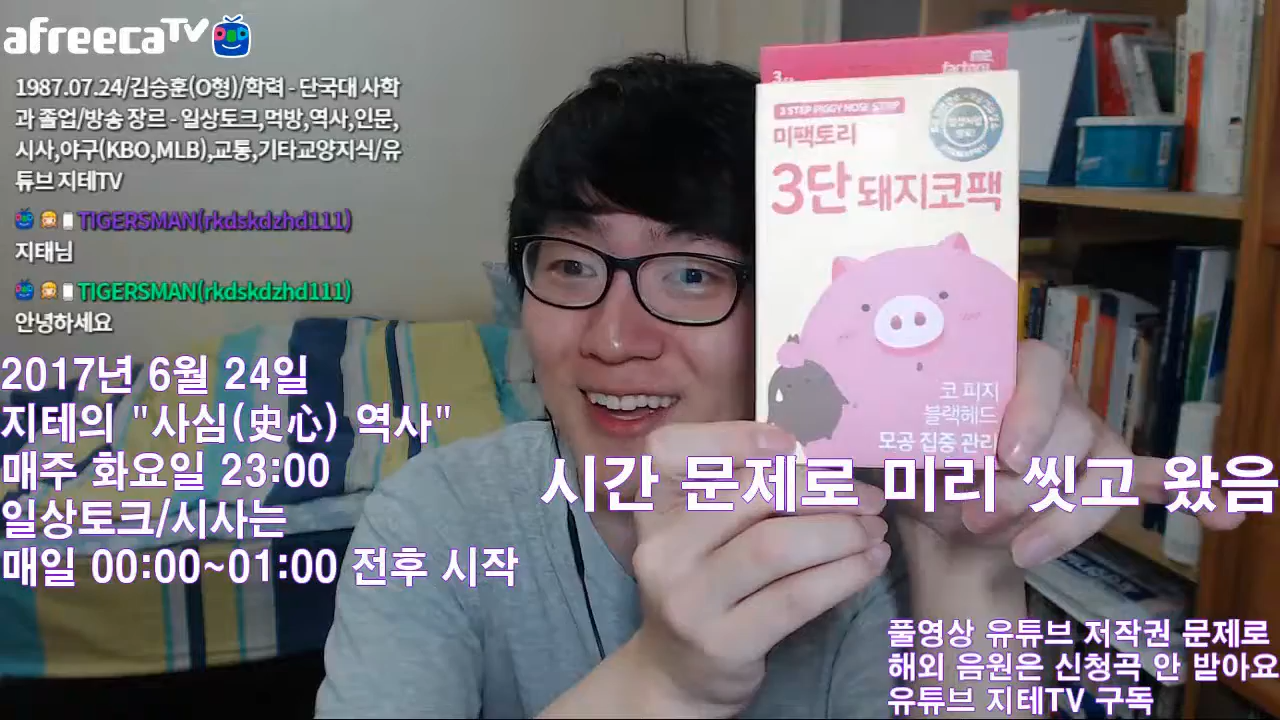 afreecaTV
1987.07.24/김승훈(O형)/학력 - 단국대 사학
과 졸업/방송 장르 - 일상토크,먹방,역사,인문,
시사,야구(KBO,MLB),교통,기타교양지식/유
튜브 지테TV
TIGERSMAN(rkdskdzhd111)
지태님
TIGERSMAN(rkdskdzhd111)
안녕하세요
2017년 6월 24일
지테의 "사심(史心) 역사"
매주 화요일 23:00
일상토크/시사는
매일 00:00~01:00 전후 시작
me
factory
3 STEP PIGGY NOSE STRIP
미팩토리
3단 돼지코팩
코 피지
블랙헤드
모공 집중 관리
시간 문제로 미리 씻고 왔음
풀영상 유튜브 저작권 문제로
해외 음원은 신청곡 안 받아요
유튜브 지테TV 구독